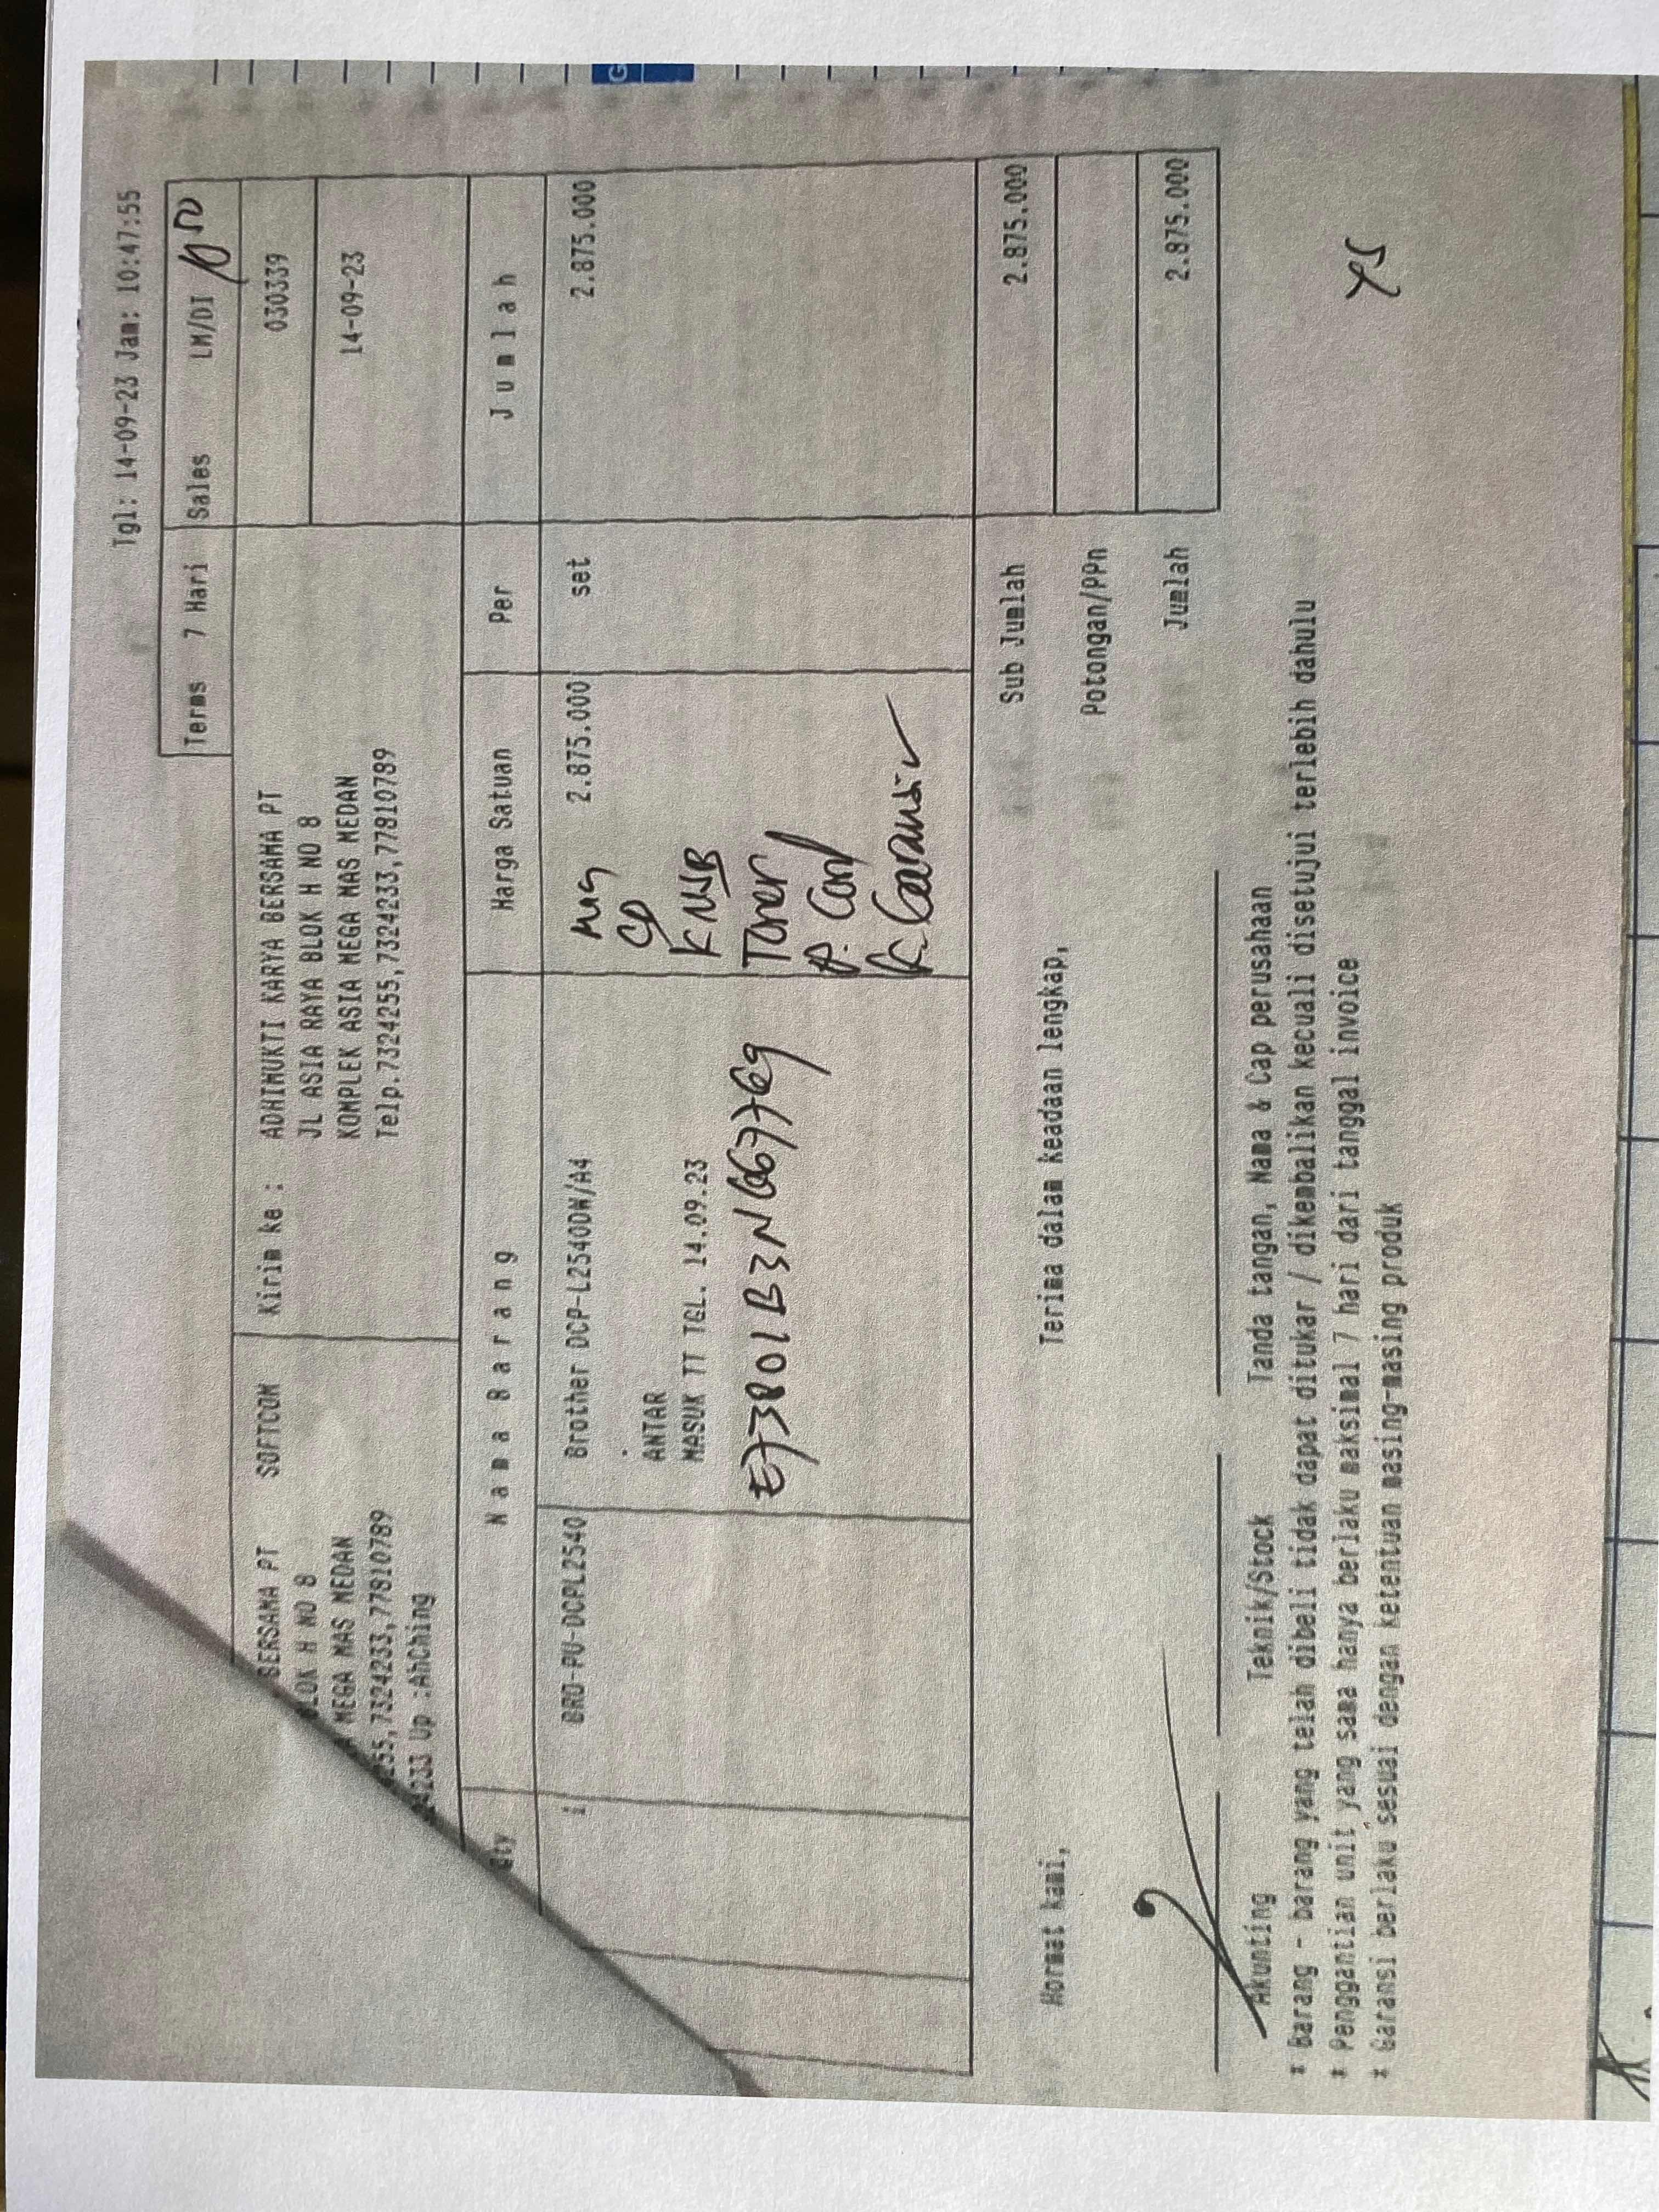 Tgl: 14-09-23 Jam: 10:47:55
Terms 7 Hari Sales LM/DI
BERSAMA PT SOFTCOM Kirim ke : ADHIMUKTI KARYA BERSAMA PT 030339
BLOK H NO 8 JL ASIA RAYA BLOK H NO 8
MEGA MAS MEDAN KOMPLEK ASIA MEGA MAS MEDAN 14-09-23
255,7324233,77810789 Telp.7324255,7324233,77810789
4233 Up :AhChing
Qty Nama Barang Harga Satuan Per Jumlah
1 BRO-PU-DCPL2540 Brother DCP-L2540DW/A4 2.875.000 set 2.875.000
CD
ANTAR
MASUK TT TGL. 14.09.23
E73801B3N667769 Toner
K. Garansi
Sub Jumlah 2.875.000
Hormat kami, Terima dalam keadaan lengkap,
Potongan/PPn
Jumlah 2.875.000
Akunting Teknik/Stock Tanda tangan, Nama & Cap perusahaan
* Barang - barang yang telah dibeli tidak dapat ditukar / dikembalikan kecuali disetujui terlebih dahulu
* Penggantian unit yang sama hanya berlaku maksimal 7 hari dari tanggal invoice
* Garansi berlaku sesuai dengan ketentuan masing-masing produk